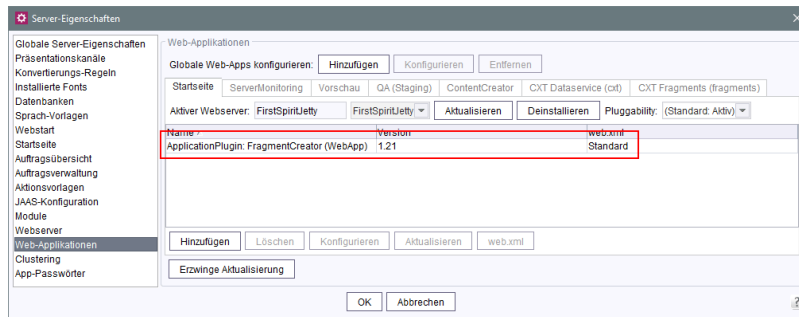 Server-Eigenschaften
Globale Server-Eigenschaften
Präsentationskanäle
Konvertierungs-Regeln
Installierte Fonts
Datenbanken
Sprach-Vorlagen
Webstart
Startseite
Auftragsübersicht
Auftragsverwaltung
Aktionsvorlagen
JAAS-Konfiguration
Module
Webserver
Web-Applikationen
Clustering
App-Passwörter
Web-Applikationen
Globale Web-Apps konfigurieren: Hinzufügen Konfigurieren Entfernen
Startseite ServerMonitoring Vorschau QA (Staging) ContentCreator CXT Dataservice (cxt) CXT Fragments (fragments)
Aktiver Webserver: FirstSpiritJetty FirstSpiritJetty Aktualisieren Deinstallieren Pluggability: (Standard: Aktiv)
Name Version web.xml
ApplicationPlugin: FragmentCreator (WebApp) 1.21 Standard
Hinzufügen Löschen Konfigurieren Aktualisieren web.xml
Erzwinge Aktualisierung
OK Abbrechen ?